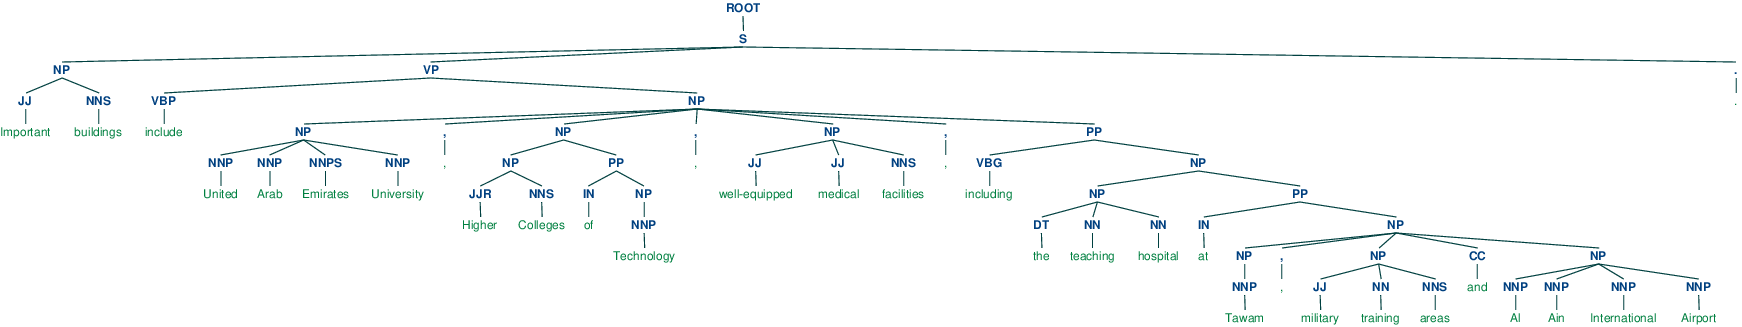 ROOT
S
NP VP .
JJ NNS VBP NP .
Important buildings include NP , NP , NP , PP
NNP NNP NNPS NNP , NP PP , JJ JJ NNS , VBG NP
United Arab Emirates University JJR NNS IN NP well-equipped medical facilities including NP PP
Higher Colleges of NNP DT NN NN IN NP
Technology the teaching hospital at NP , NP CC NP
NNP , JJ NN NNS and NNP NNP NNP NNP
Tawam military training areas Al Ain International Airport